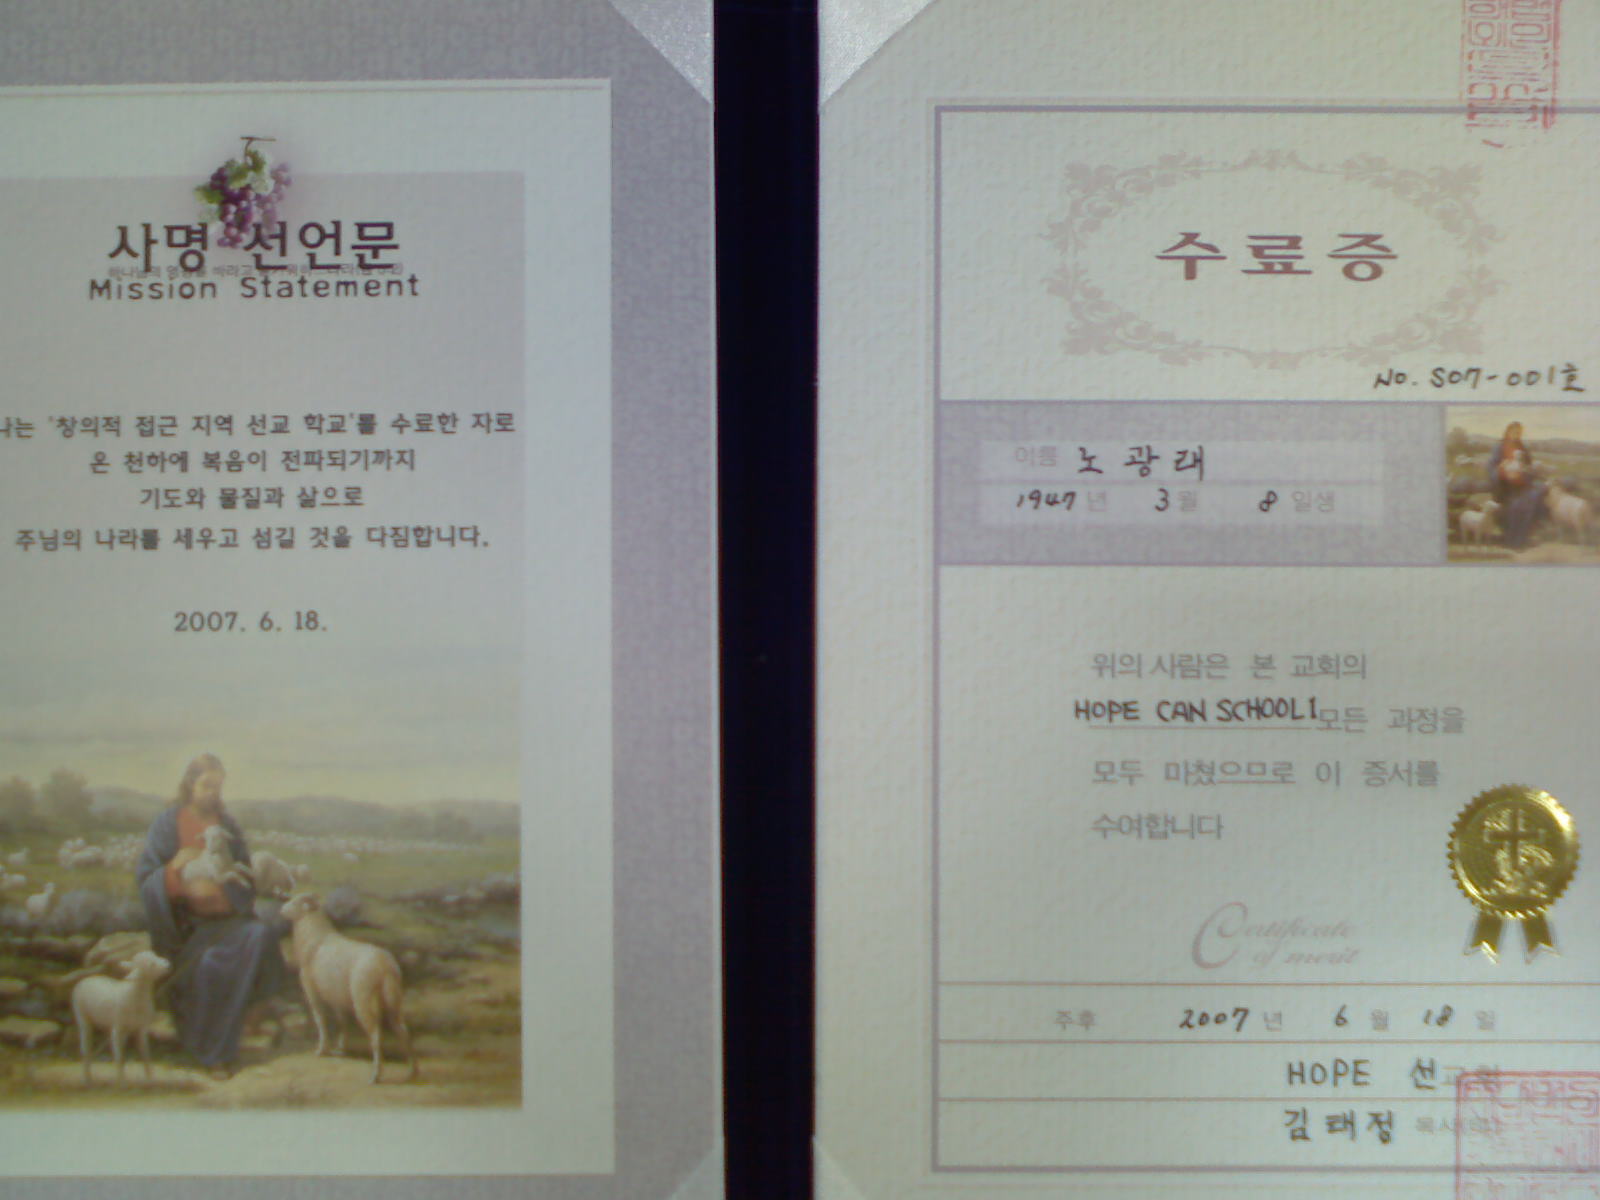 사명 선언문
Mission Statement
나는 '창의적 접근 지역 선교 학교'를 수료한 자로
온 천하에 복음이 전파되기까지
기도와 물질과 삶으로
주님의 나라를 세우고 섬길 것을 다짐합니다.
2007. 6. 18.
수료증
No. S07-001호
이름 노광래
1947 년 3 월 8 일생
위의 사람은 본 교회의
HOPE CAN SCHOOL1 모든 과정을
모두 마쳤으므로 이 증서를
수여합니다
Certificate
of merit
주후 2007 년 6 월 18 일
HOPE 선교회
김태정 목사